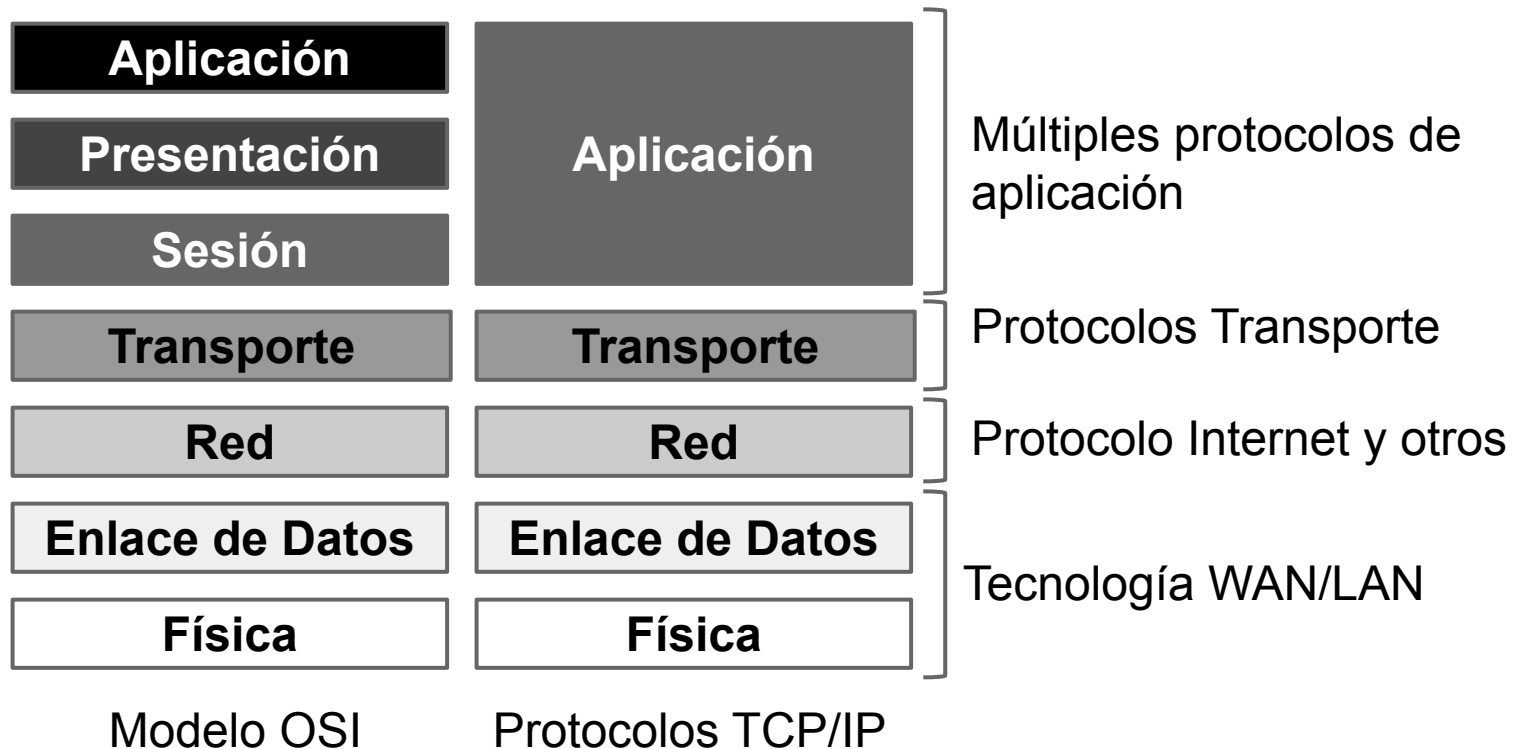 Aplicación
Presentación
Sesión
Transporte
Red
Enlace de Datos
Física
Modelo OSI
Aplicación
Transporte
Red
Enlace de Datos
Física
Protocolos TCP/IP
Múltiples protocolos de
aplicación
Protocolos Transporte
Protocolo Internet y otros
Tecnología WAN/LAN